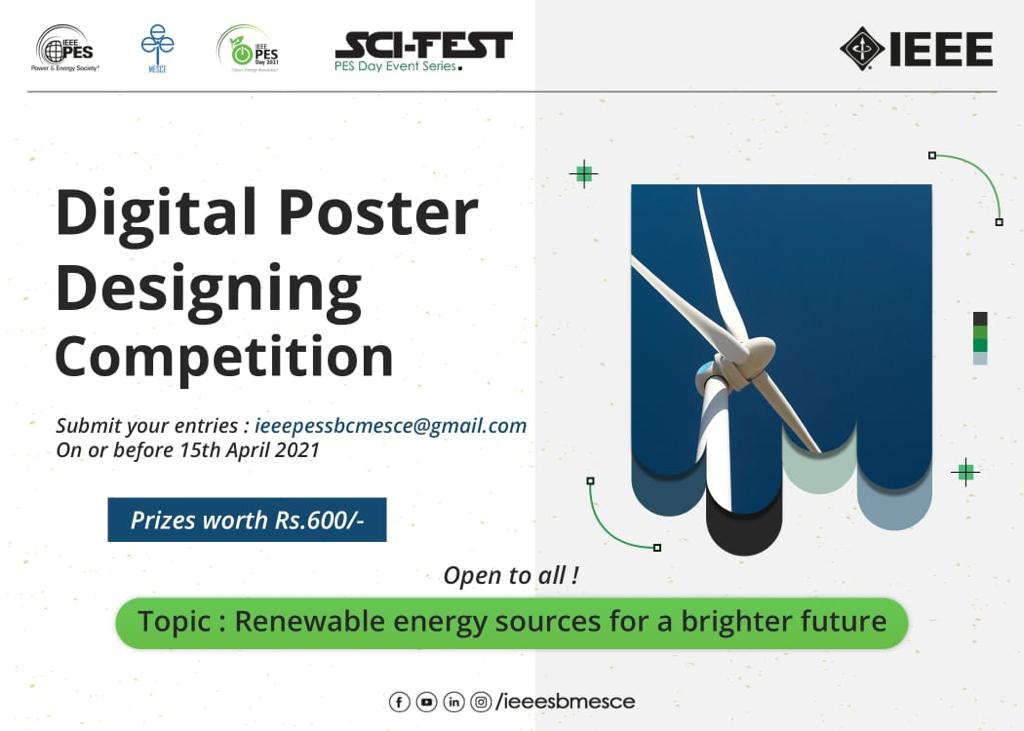 IEEE
PES
Power & Energy Society®
MESCE
IEEE
PES
Day 2021
SCI-FEST
PES Day Event Series.
IEEE
Digital Poster
Designing
Competition
Submit your entries : ieeepessbcmesce@gmail.com
On or before 15th April 2021
Prizes worth Rs.600/-
Open to all !
Topic : Renewable energy sources for a brighter future
/ieeesbmesce